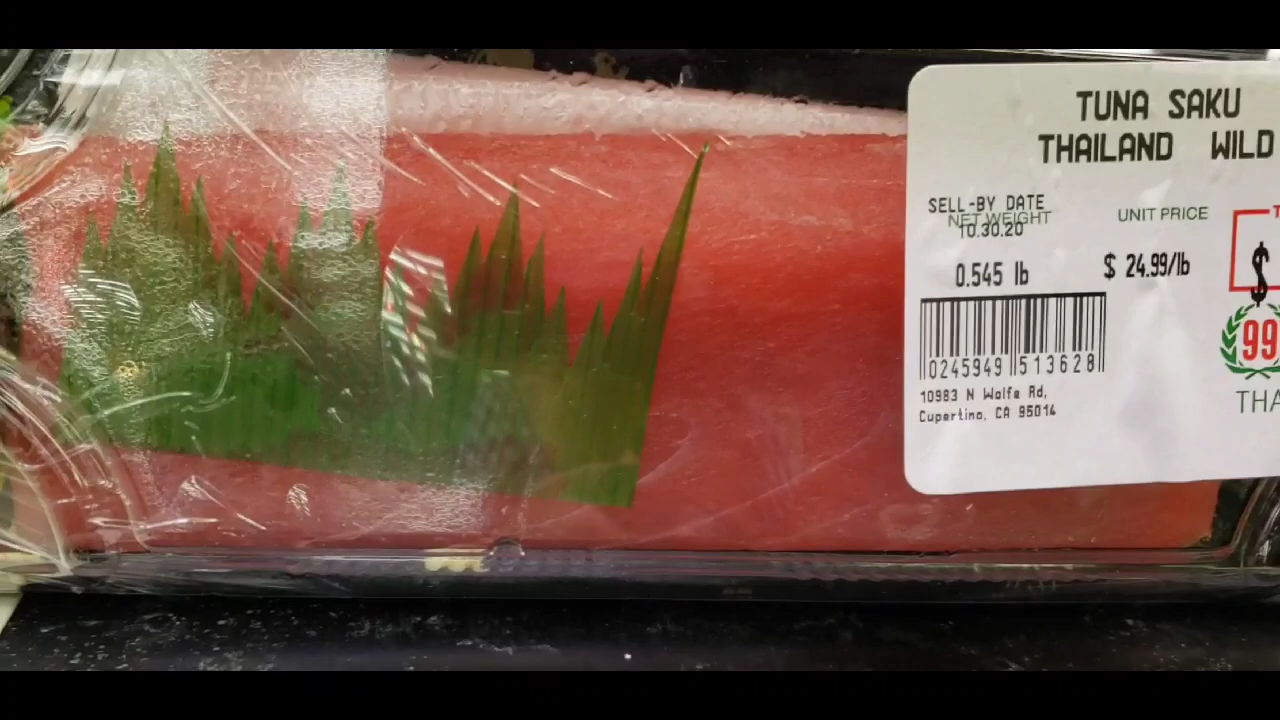 TUNA SAKU
THAILAND WILD
SELL-BY DATE
NET WEIGHT
UNIT PRICE
10.30.20
0.545 lb
$ 24.99/lb
$
99
0245949 513628
10983 N Wolfe Rd,
Cupertino, CA 95014
THA